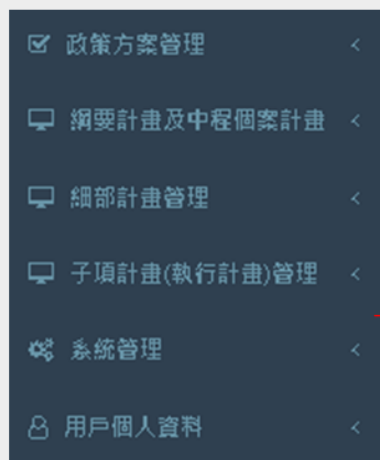 政策方案管理
綱要計畫及中程個案計畫
細部計畫管理
子項計畫(執行計畫)管理
系統管理
用戶個人資料